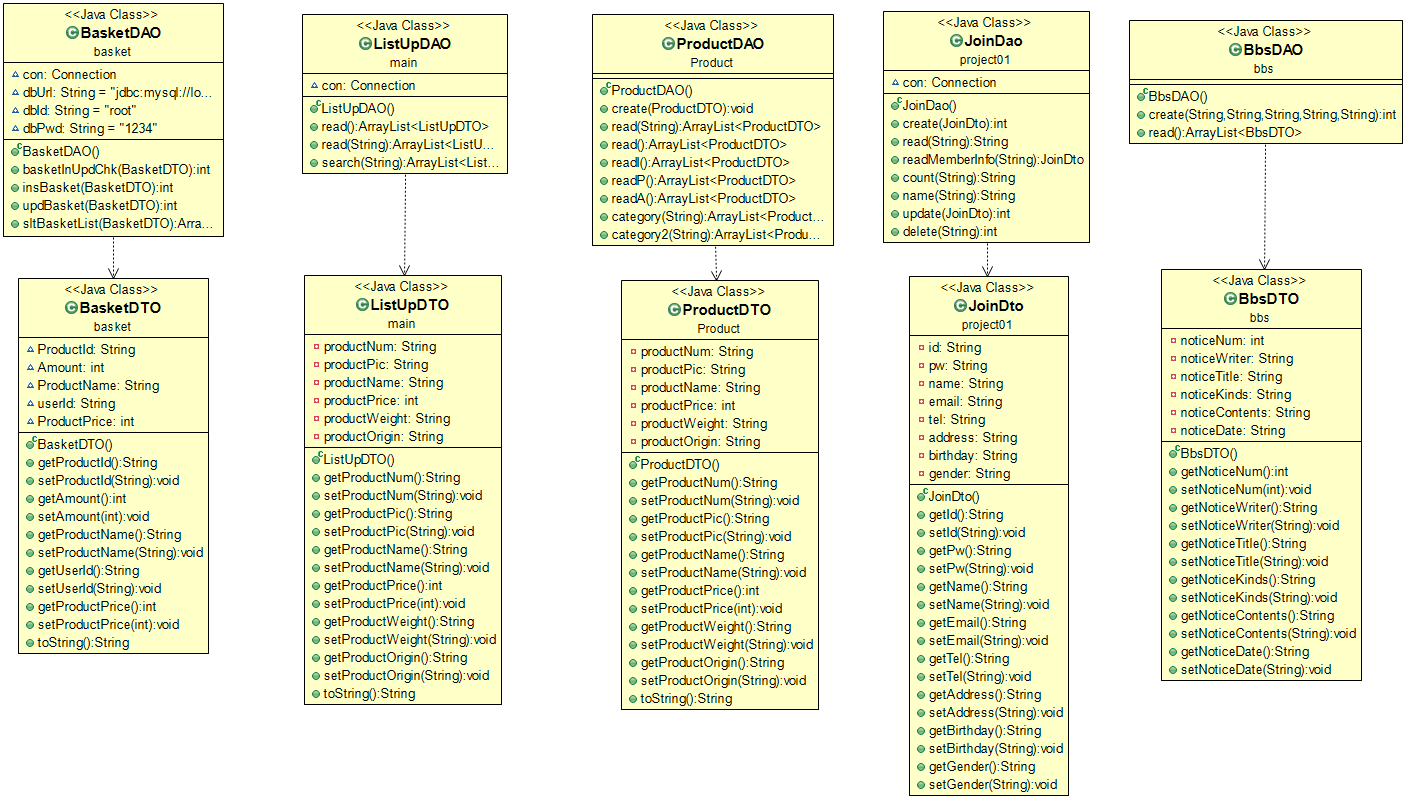 <<Java Class>>
BasketDAO
basket
con: Connection
dbUrl: String = "jdbc:mysql://lo...
dbId: String = "root"
dbPwd: String = "1234"
BasketDAO()
basketInUpdChk(BasketDTO):int
insBasket(BasketDTO):int
updBasket(BasketDTO):int
sltBasketList(BasketDTO):Arra...
<<Java Class>>
ListUpDAO
main
con: Connection
ListUpDAO()
read():ArrayList<ListUpDTO>
read(String):ArrayList<ListU...
search(String):ArrayList<List...
<<Java Class>>
ProductDAO
Product
ProductDAO()
create(ProductDTO):void
read(String):ArrayList<ProductDTO>
read():ArrayList<ProductDTO>
readI():ArrayList<ProductDTO>
readP():ArrayList<ProductDTO>
readA():ArrayList<ProductDTO>
category(String):ArrayList<Product...
category2(String):ArrayList<Produ...
<<Java Class>>
JoinDao
project01
con: Connection
JoinDao()
create(JoinDto):int
read(String):String
readMemberInfo(String):JoinDto
count(String):String
name(String):String
update(JoinDto):int
delete(String):int
<<Java Class>>
BbsDAO
bbs
BbsDAO()
create(String,String,String,String,String):int
read():ArrayList<BbsDTO>
<<Java Class>>
BasketDTO
basket
ProductId: String
Amount: int
ProductName: String
userId: String
ProductPrice: int
BasketDTO()
getProductId():String
setProductId(String):void
getAmount():int
setAmount(int):void
getProductName():String
setProductName(String):void
getUserId():String
setUserId(String):void
getProductPrice():int
setProductPrice(int):void
toString():String
<<Java Class>>
ListUpDTO
main
productNum: String
productPic: String
productName: String
productPrice: int
productWeight: String
productOrigin: String
ListUpDTO()
getProductNum():String
setProductNum(String):void
getProductPic():String
setProductPic(String):void
getProductName():String
setProductName(String):void
getProductPrice():int
setProductPrice(int):void
getProductWeight():String
setProductWeight(String):void
getProductOrigin():String
setProductOrigin(String):void
toString():String
<<Java Class>>
ProductDTO
Product
productNum: String
productPic: String
productName: String
productPrice: int
productWeight: String
productOrigin: String
ProductDTO()
getProductNum():String
setProductNum(String):void
getProductPic():String
setProductPic(String):void
getProductName():String
setProductName(String):void
getProductPrice():int
setProductPrice(int):void
getProductWeight():String
setProductWeight(String):void
getProductOrigin():String
setProductOrigin(String):void
toString():String
<<Java Class>>
JoinDto
project01
id: String
pw: String
name: String
email: String
tel: String
address: String
birthday: String
gender: String
JoinDto()
getId():String
setId(String):void
getPw():String
setPw(String):void
getName():String
setName(String):void
getEmail():String
setEmail(String):void
getTel():String
setTel(String):void
getAddress():String
setAddress(String):void
getBirthday():String
setBirthday(String):void
getGender():String
setGender(String):void
<<Java Class>>
BbsDTO
bbs
noticeNum: int
noticeWriter: String
noticeTitle: String
noticeKinds: String
noticeContents: String
noticeDate: String
BbsDTO()
getNoticeNum():int
setNoticeNum(int):void
getNoticeWriter():String
setNoticeWriter(String):void
getNoticeTitle():String
setNoticeTitle(String):void
getNoticeKinds():String
setNoticeKinds(String):void
getNoticeContents():String
setNoticeContents(String):void
getNoticeDate():String
setNoticeDate(String):void